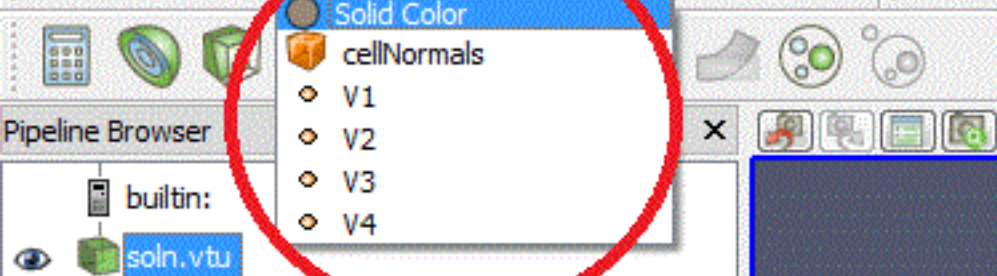 Solid Color
cellNormals
V1
Pipeline Browser
V2
V3
builtin:
V4
soln.vtu